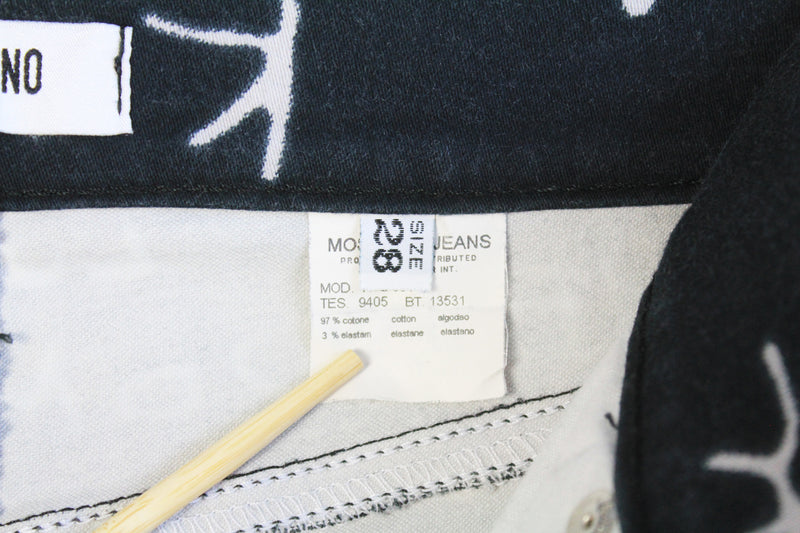 NO
SIZE
28
MOS JEANS
PRO TRIBUTED
INT.
MOD.
TES. 9405 BT. 13531
97 % cotone cotton algodao
3 % elastam elastane elastano